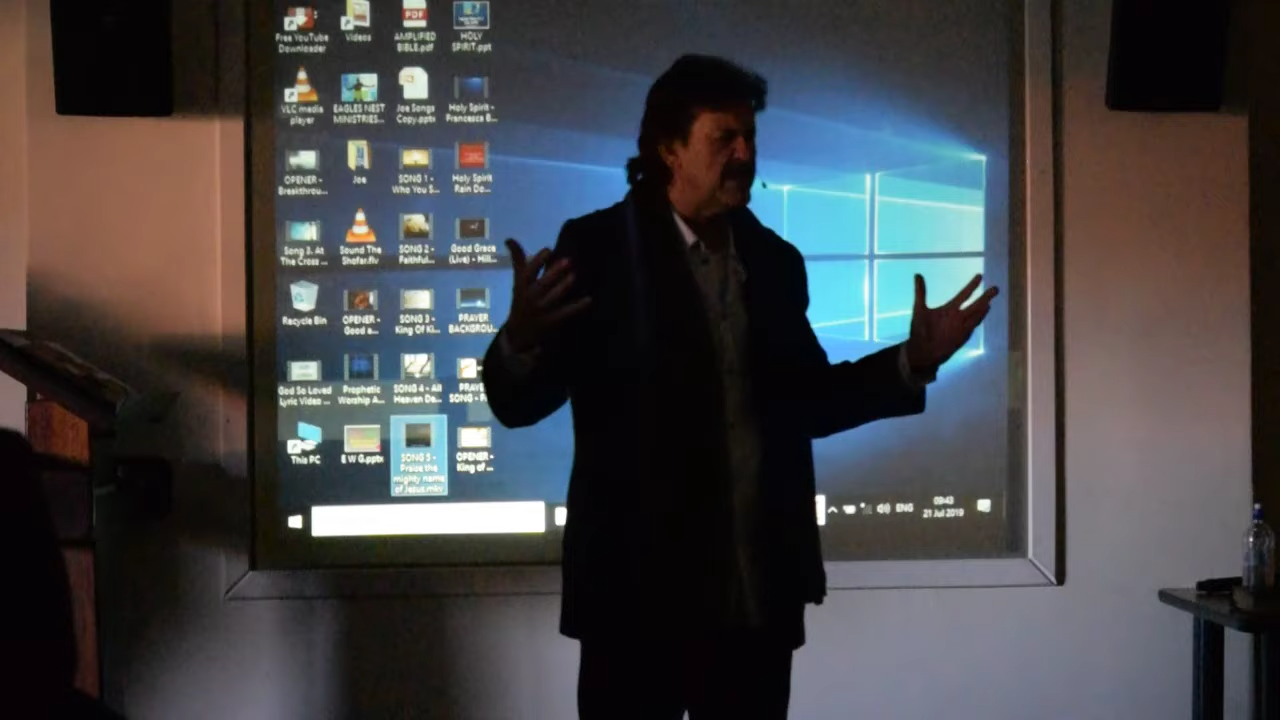 Free YouTube
Downloader
Videos
AMPLIFIED
BIBLE.pdf
HOLY
SPIRIT.ppt
VLC media
player
EAGLES NEST
MINISTRIES...
Joe Songs
Copy.pptx
Holy Spirit -
Francesca B...
OPENER -
Breakthrou...
Joe
SONG 1 -
Who You S...
Holy Spirit
Rain Do...
Song 3. At
The Cross ...
Sound The
Shofar.flv
SONG 2 -
Faithful...
Good Grace
(Live) - Hill...
Recycle Bin
OPENER -
Good a...
SONG 3 -
King Of Ki...
PRAYER
BACKGROU...
God So Loved
Lyric Video ...
Prophetic
Worship A...
SONG 4 - All
Heaven De...
PRAYE
SONG - F
This PC
E W G.pptx
SONG 5 -
Praise the
mighty name
of Jesus.mkv
OPENER -
King of ...
ENG
09:43
21 Jul 2019